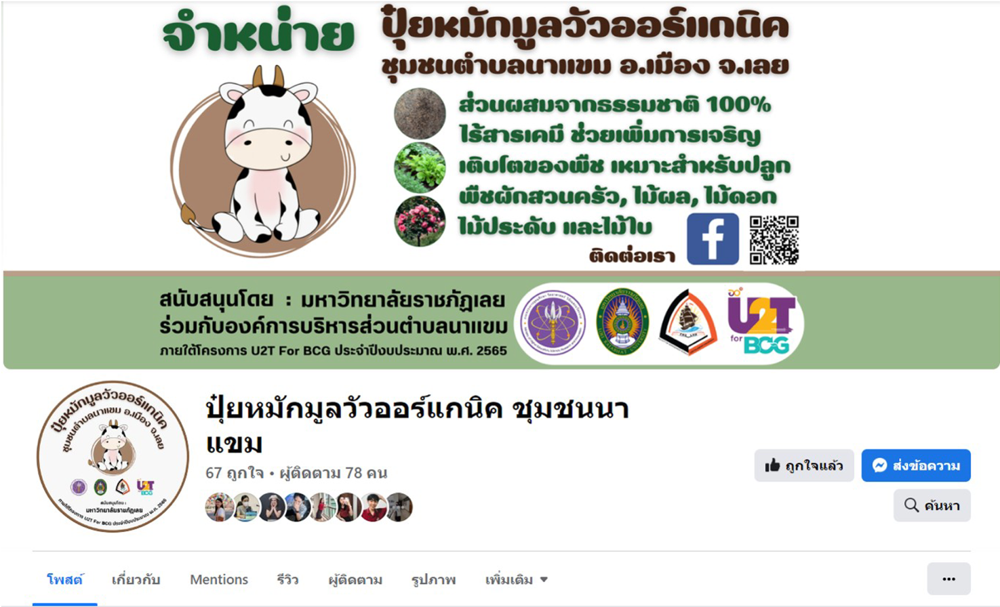 จำหน่าย
ปุ๋ยหมักมูลวัวออร์แกนิค
ชุมชนตำบลนาแขม อ.เมือง จ.เลย
ส่วนผสมจากธรรมชาติ 100%
ไร้สารเคมี ช่วยเพิ่มการเจริญ
เติบโตของพืช เหมาะสำหรับปลูก
พืชผักสวนครัว, ไม้ผล, ไม้ดอก
ไม้ประดับ และไม้ใบ
ติดต่อเรา
สนับสนุนโดย : มหาวิทยาลัยราชภัฏเลย
ร่วมกับองค์การบริหารส่วนตำบลนาแขม
ภายใต้โครงการ U2T For BCG ประจำปีงบประมาณ พ.ศ. 2565
U2T
for BCG
ปุ๋ยหมักมูลวัวออร์แกนิค
ชุมชนตำบลนาแขม อ.เมือง จ.เลย
U2T
BCG
สนับสนุนโดย :
มหาวิทยาลัยราชภัฏเลย
ภายใต้โครงการ U2T For BCG ประจำปีงบประมาณ พ.ศ. 2565
ปุ๋ยหมักมูลวัวออร์แกนิค ชุมชนนา
แขม
67 ถูกใจ • ผู้ติดตาม 78 คน
ถูกใจแล้ว
ส่งข้อความ
ค้นหา
โพสต์ เกี่ยวกับ Mentions รีวิว ผู้ติดตาม รูปภาพ เพิ่มเติม